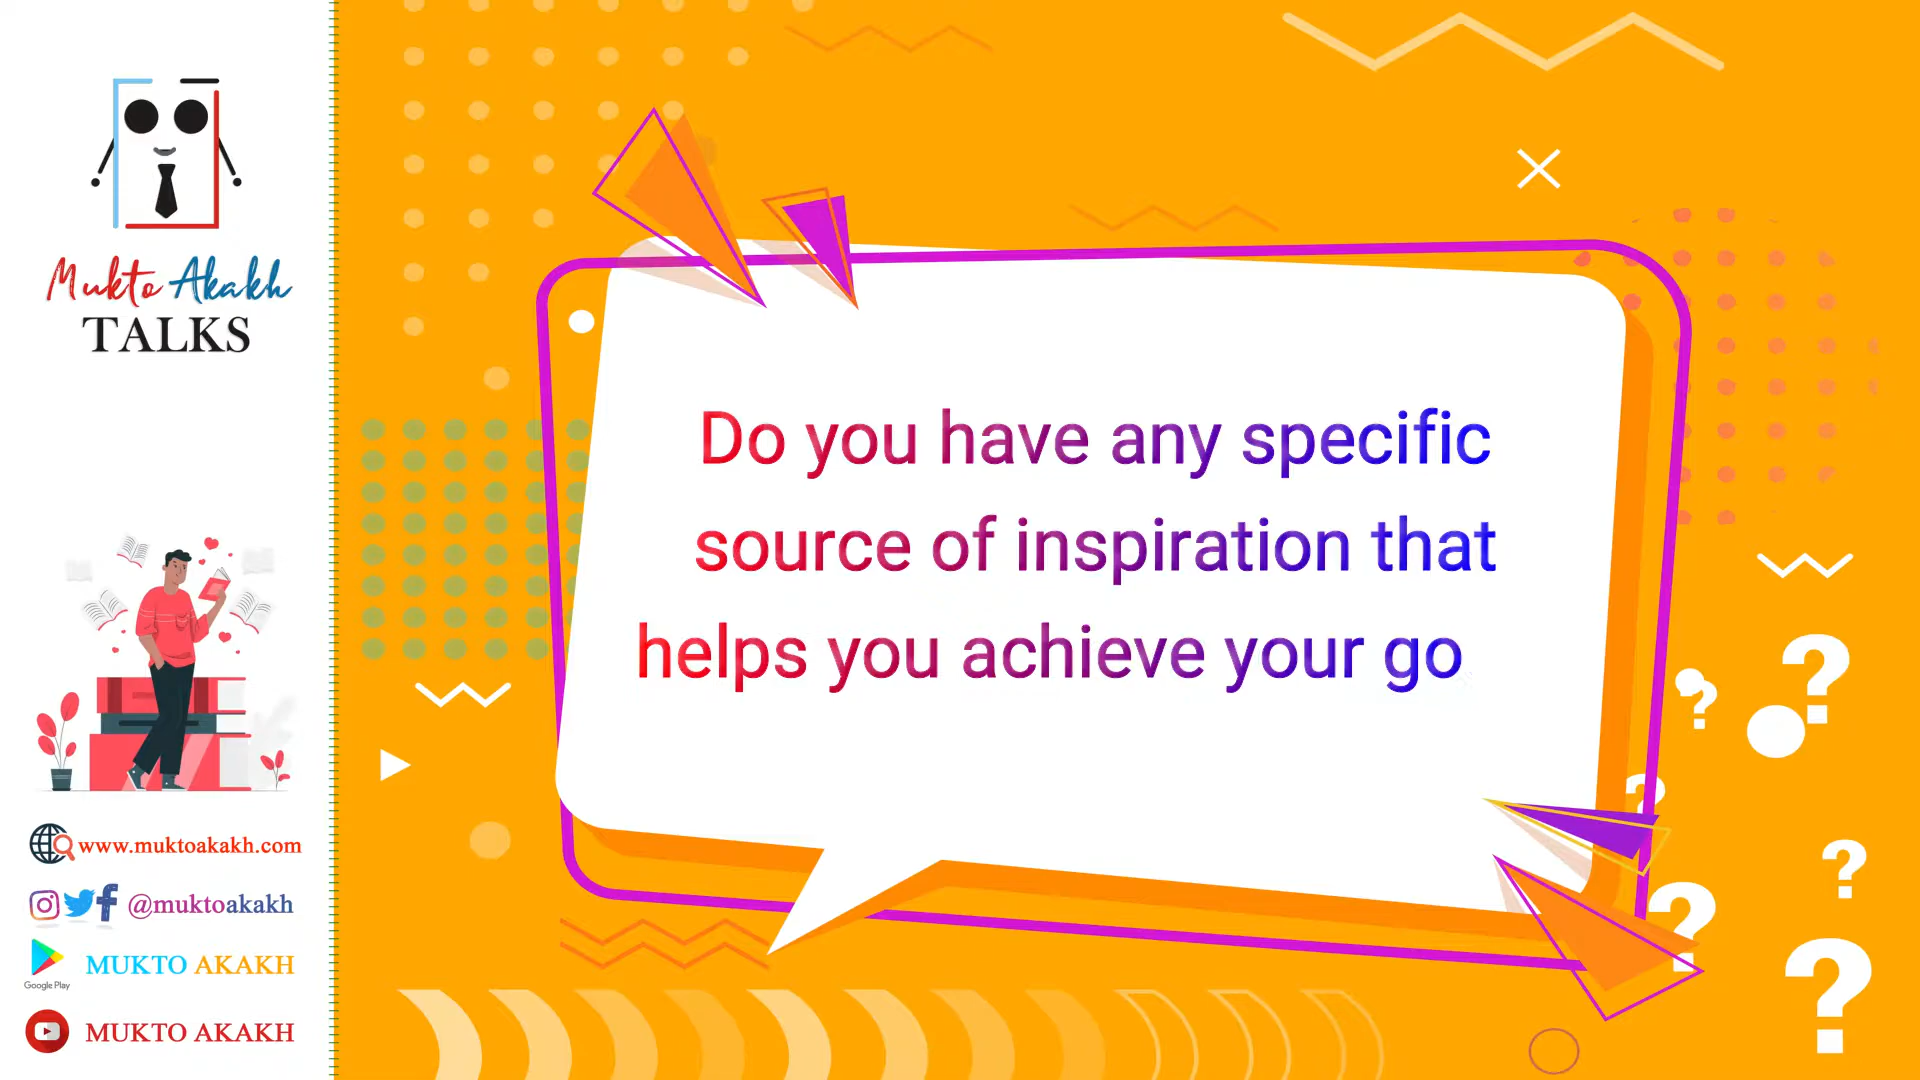 Mukto Akakh
TALKS
www.muktoakakh.com
@muktoakakh
Google Play
MUKTO AKAKH
MUKTO AKAKH
Do you have any specific
source of inspiration that
helps you achieve your go
?
?
?
?
?
?